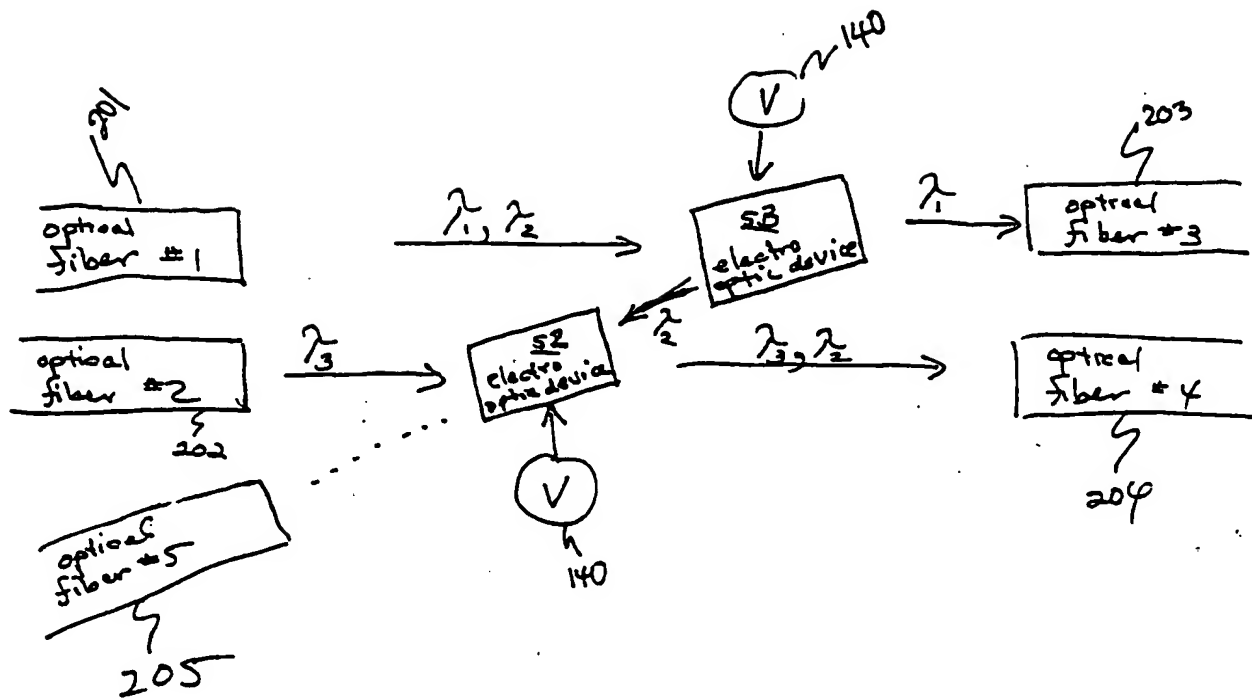 140
V
201
203
optical
fiber #1
λ1, λ2
53
electro
optic device
λ1
optical
fiber #3
λ2
optical
fiber #2
λ3
52
electro
optic device
λ3, λ2
optical
fiber #4
202
V
204
optical
fiber #5
140
205